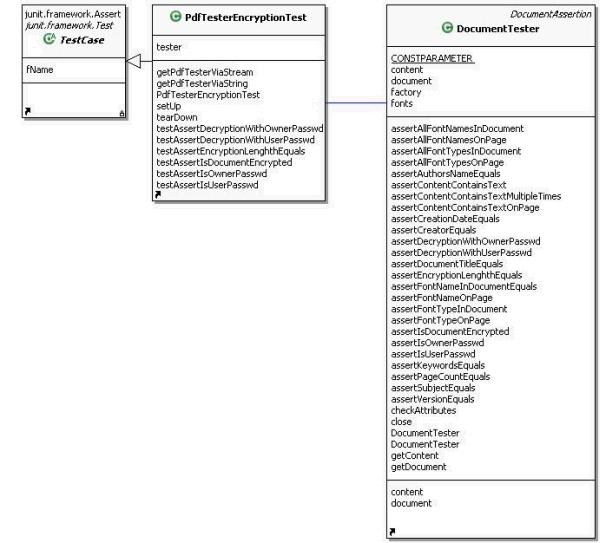 junit.framework.Assert
junit.framework.Test
TestCase
fName
PdfTesterEncryptionTest
tester
getPdfTesterViaStream
getPdfTesterViaString
PdfTesterEncryptionTest
setUp
tearDown
testAssertDecryptionWithOwnerPasswd
testAssertDecryptionWithUserPasswd
testAssertEncryptionLenghthEquals
testAssertIsDocumentEncrypted
testAssertIsOwnerPasswd
testAssertIsUserPasswd
DocumentAssertion
DocumentTester
CONSTPARAMETER
content
document
factory
fonts
assertAllFontNamesInDocument
assertAllFontNamesOnPage
assertAllFontTypesInDocument
assertAllFontTypesOnPage
assertAuthorsNameEquals
assertContentContainsText
assertContentContainsTextMultipleTimes
assertContentContainsTextOnPage
assertCreationDateEquals
assertCreatorEquals
assertDecryptionWithOwnerPasswd
assertDecryptionWithUserPasswd
assertDocumentTitleEquals
assertEncryptionLenghthEquals
assertFontNameInDocumentEquals
assertFontNameOnPage
assertFontTypeInDocument
assertFontTypeOnPage
assertIsDocumentEncrypted
assertIsOwnerPasswd
assertIsUserPasswd
assertKeywordsEquals
assertPageCountEquals
assertSubjectEquals
assertVersionEquals
checkAttributes
close
DocumentTester
DocumentTester
getContent
getDocument
content
document